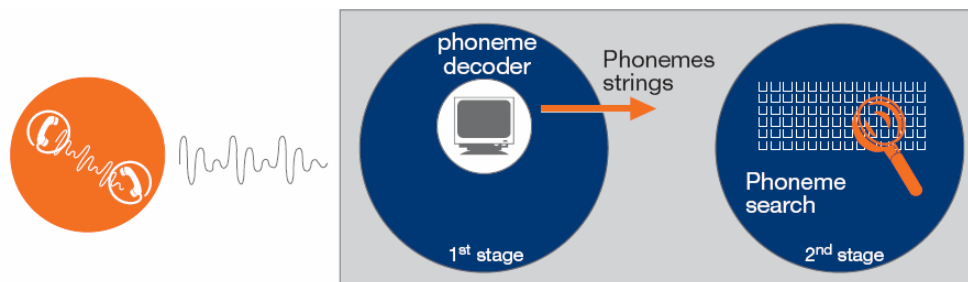 phoneme
decoder
Phonemes
strings
1st stage
Phoneme
search
2nd stage